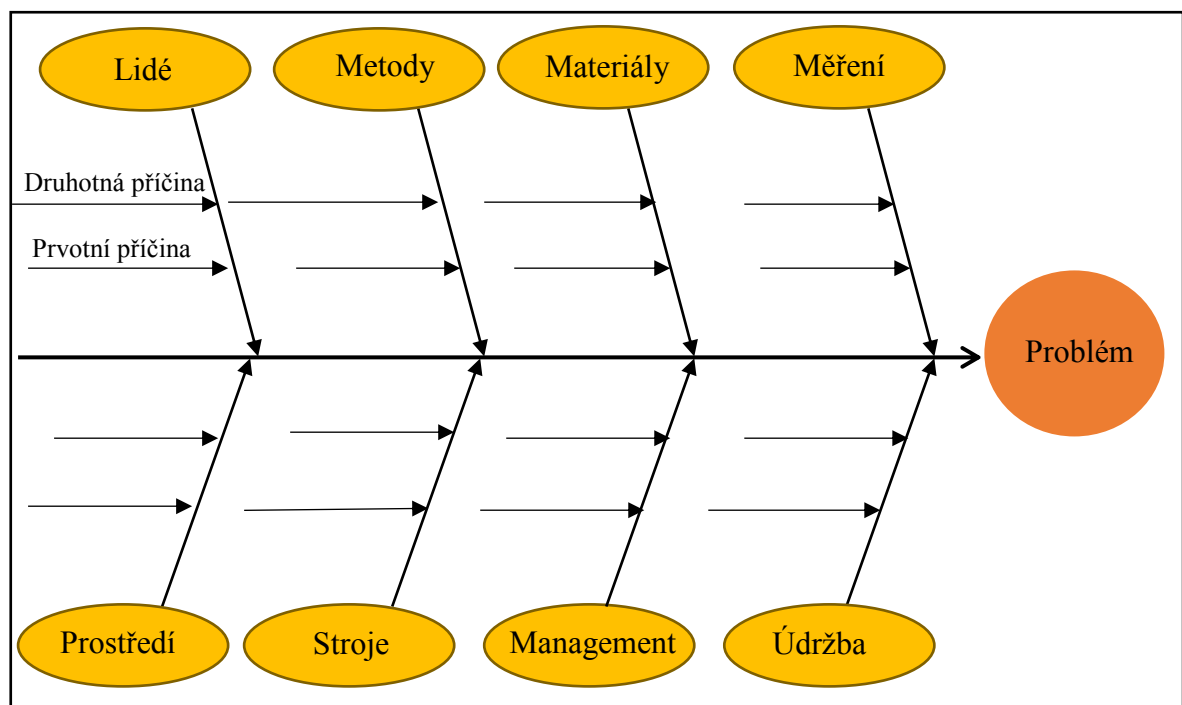 Lidé
Metody
Materiály
Měření
Druhotná příčina
Prvotní příčina
Problém
Prostředí
Stroje
Management
Údržba